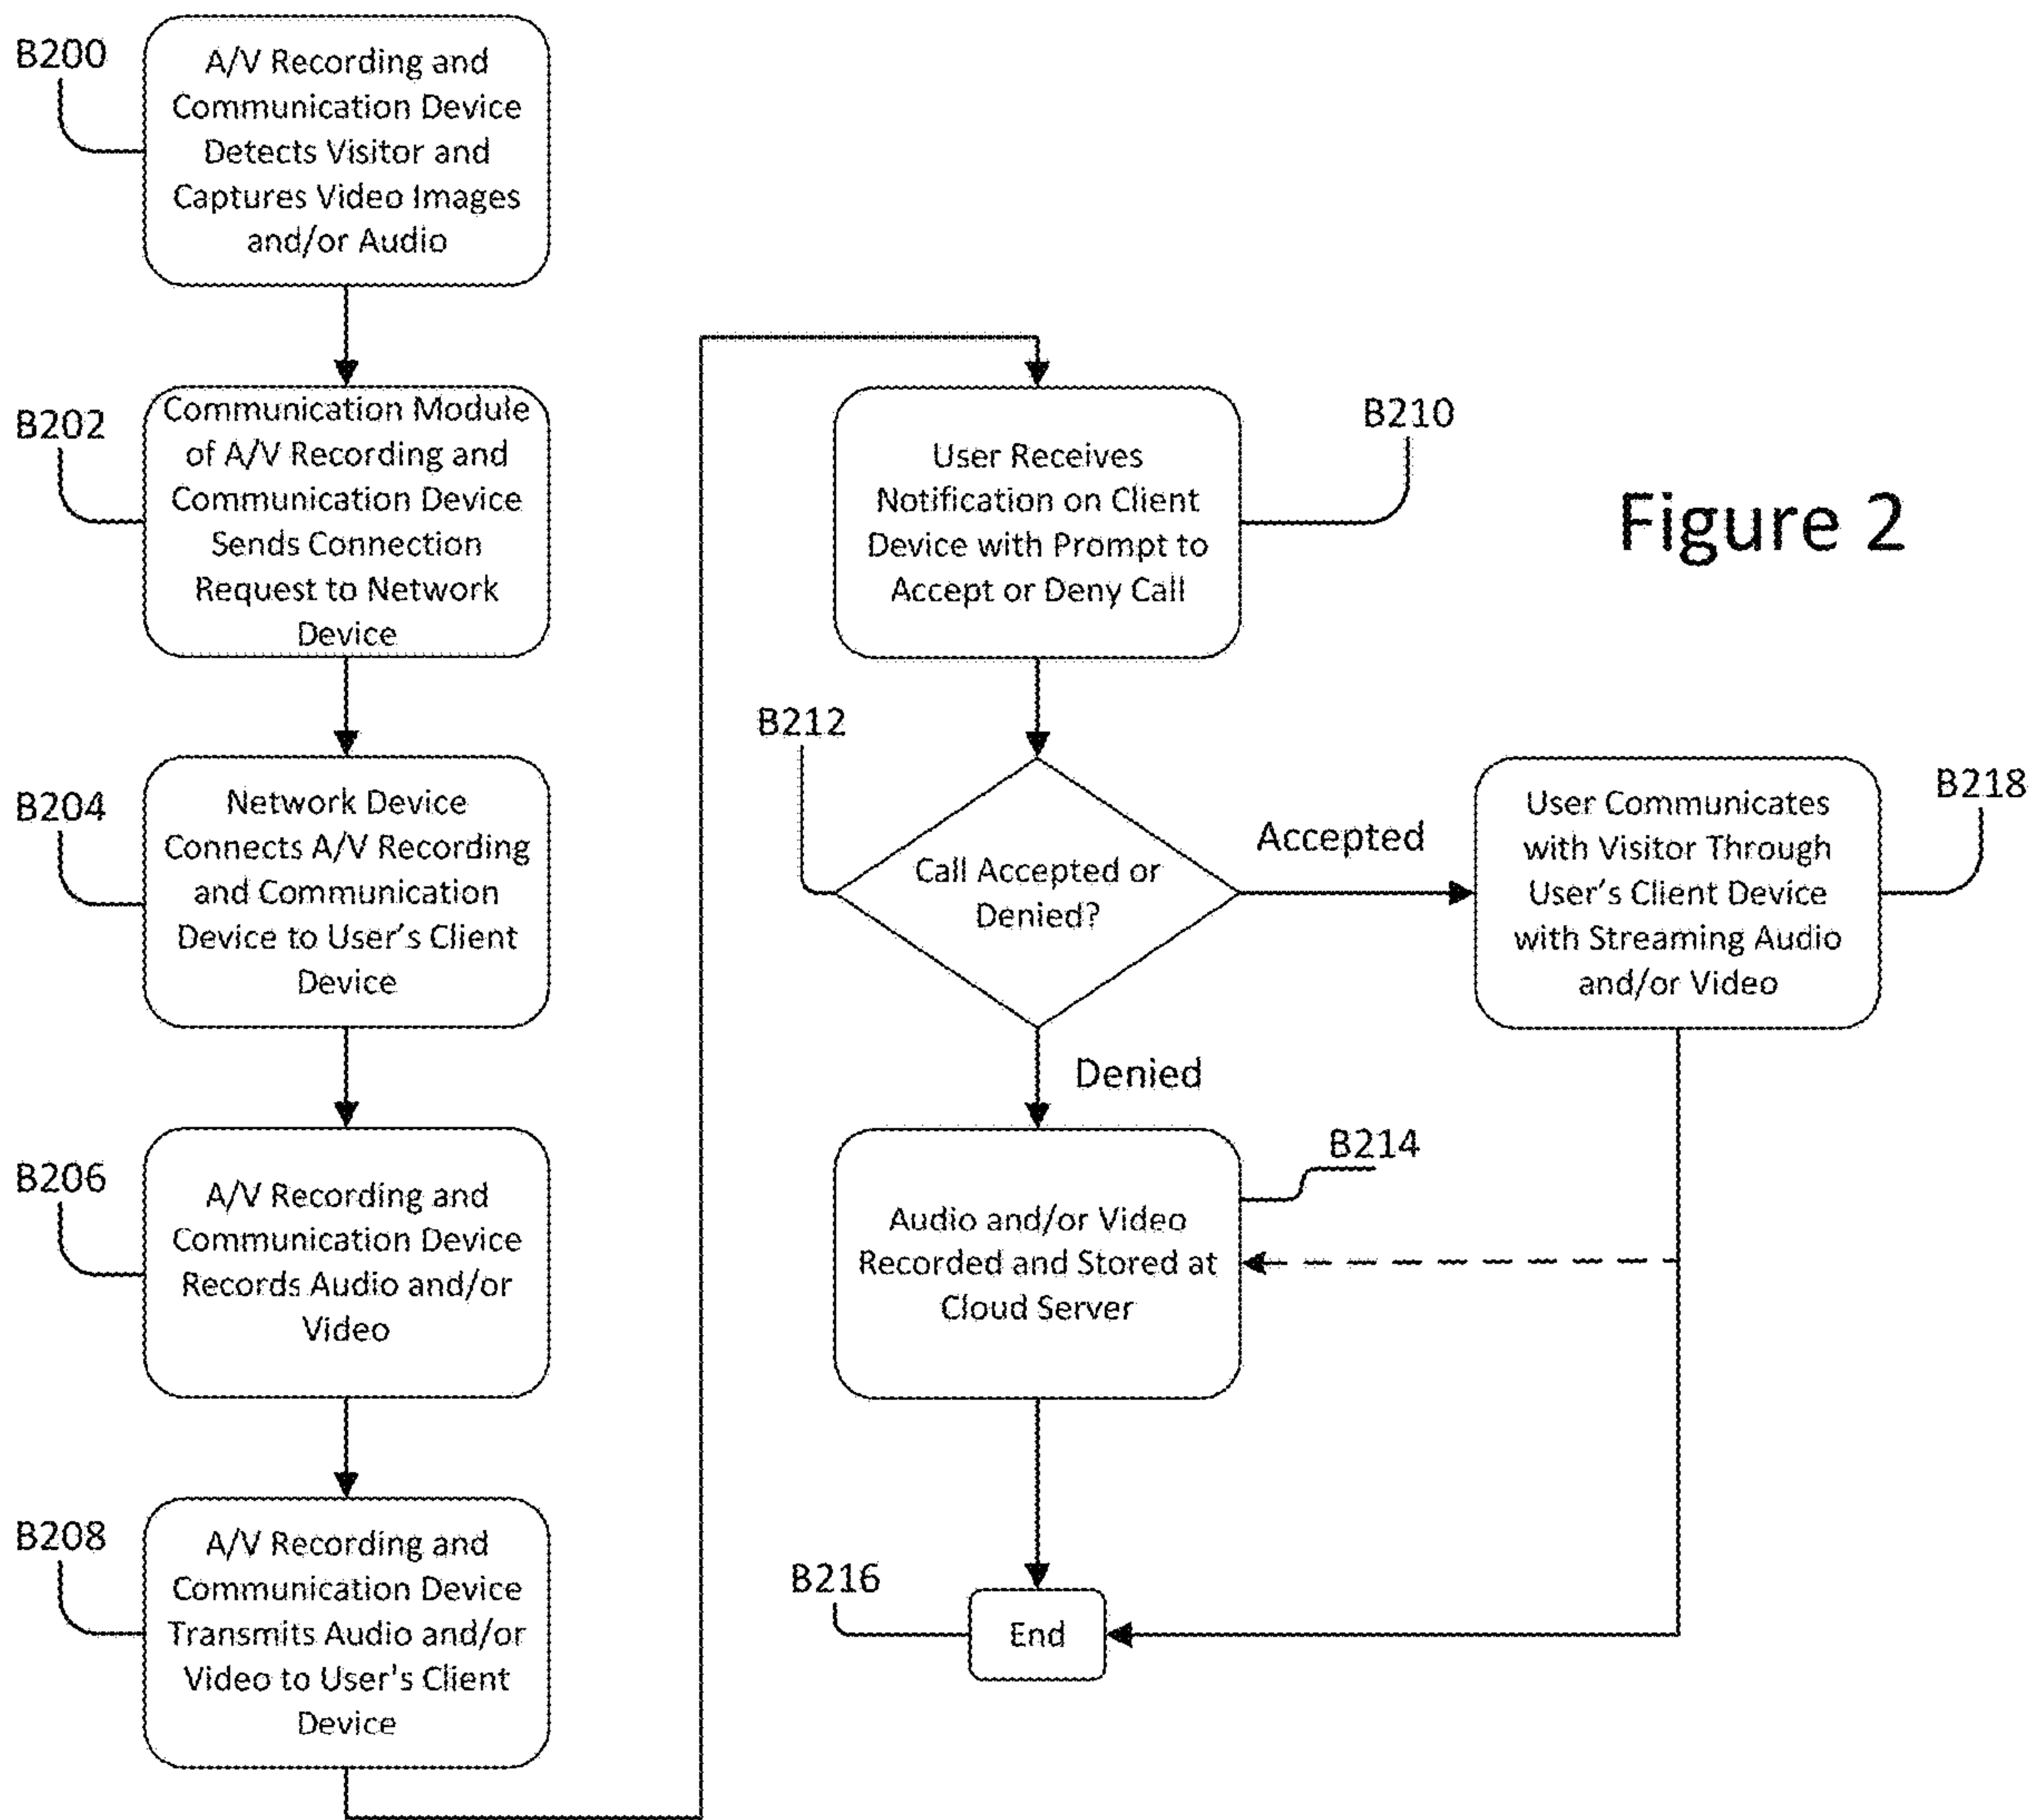 B200
A/V Recording and
Communication Device
Detects Visitor and
Captures Video Images
and/or Audio
B202
Communication Module
of A/V Recording and
Communication Device
Sends Connection
Request to Network
Device
B204
Network Device
Connects A/V Recording
and Communication
Device to User's Client
Device
B206
A/V Recording and
Communication Device
Records Audio and/or
Video
B208
A/V Recording and
Communication Device
Transmits Audio and/or
Video to User's Client
Device
B210
User Receives
Notification on Client
Device with Prompt to
Accept or Deny Call
B212
Call Accepted or
Denied?
Accepted
B218
User Communicates
with Visitor Through
User's Client Device
with Streaming Audio
and/or Video
Denied
B214
Audio and/or Video
Recorded and Stored at
Cloud Server
B216
End
Figure 2